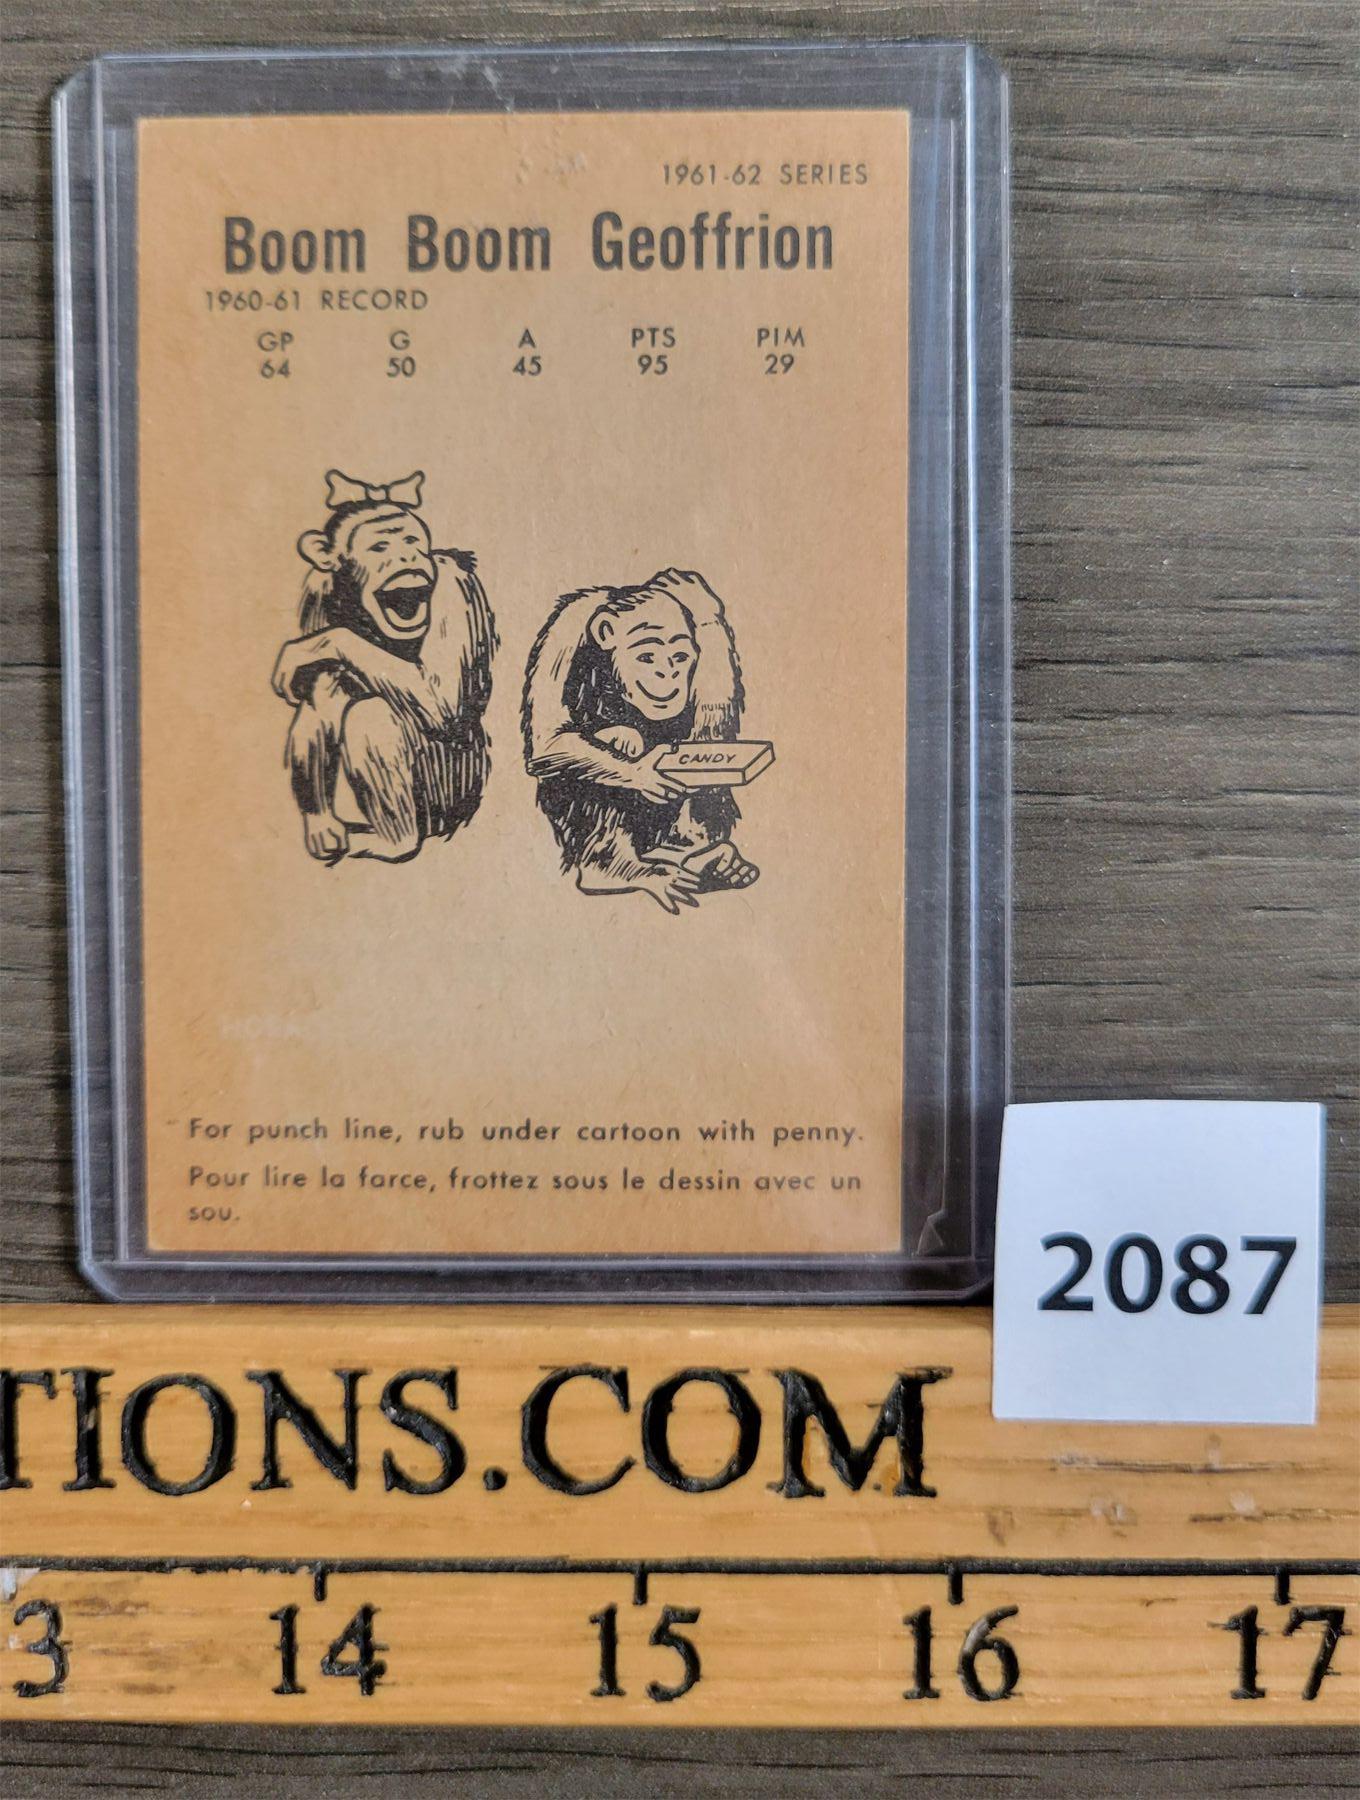 1961-62 SERIES
Boom Boom Geoffrion
1960-61 RECORD
GP G A PTS PIM
64 50 45 95 29
CANDY
For punch line, rub under cartoon with penny.
Pour lire la farce, frottez sous le dessin avec un
sou.
2087
TIONS.COM
3 14 15 16 17